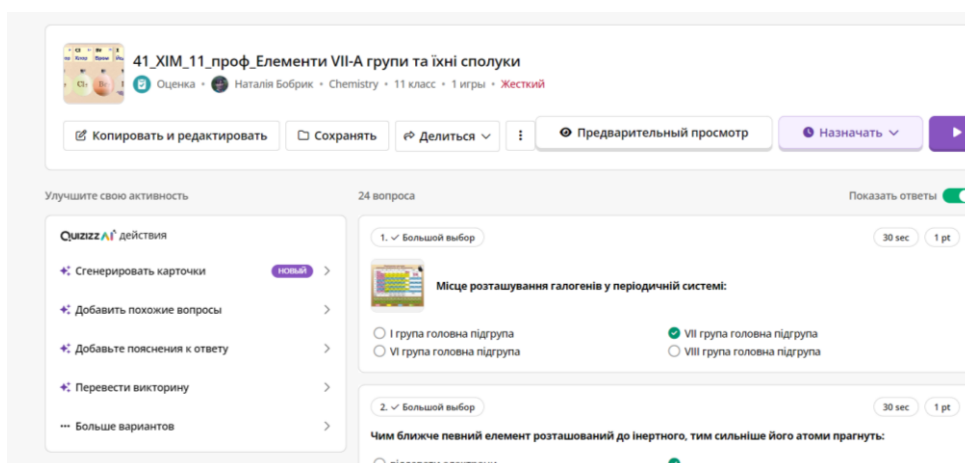 41_ХІМ_11_проф_Елементи VII-А групи та їхні сполуки
Оценка • Наталія Бобрик • Chemistry • 11 класс • 1 игры • Жесткий
Копировать и редактировать Сохранять Делиться Предварительный просмотр Назначать
Улучшите свою активность
24 вопроса
Показать ответы
Quizizz AI действия
Сгенерировать карточки НОВЫЙ
Добавить похожие вопросы
Добавьте пояснения к ответу
Перевести викторину
Больше вариантов
1. Большой выбор 30 sec 1 pt
Місце розташування галогенів у періодичній системі:
I група головна підгрупа VII група головна підгрупа
VI група головна підгрупа VIII група головна підгрупа
2. Большой выбор 30 sec 1 pt
Чим ближче певний елемент розташований до інертного, тим сильніше його атоми прагнуть: